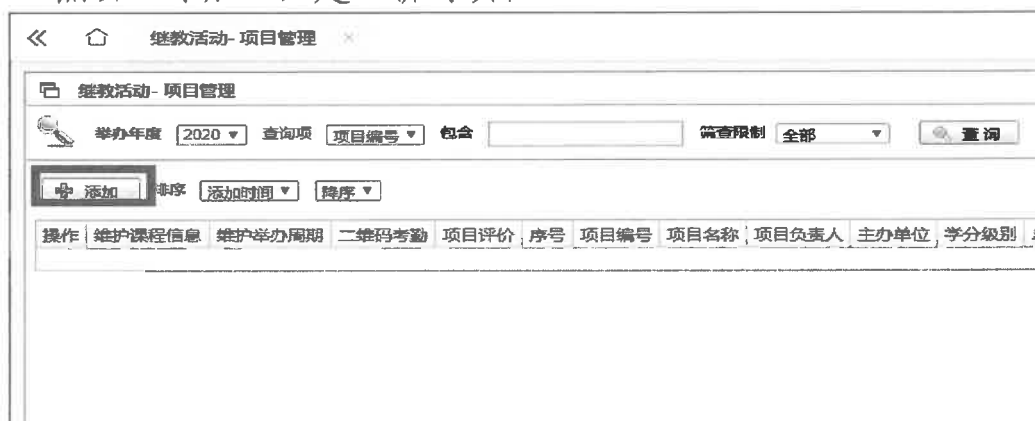 继教活动-项目管理 ×
继教活动-项目管理
举办年度 2020 ▼ 查询项 项目编号 ▼ 包含 筛查限制 全部 ▼ 查询
添加 排序 添加时间 ▼ 降序 ▼
操作 维护课程信息 维护举办周期 二维码考勤 项目评价 序号 项目编号 项目名称 项目负责人 主办单位 学分级别